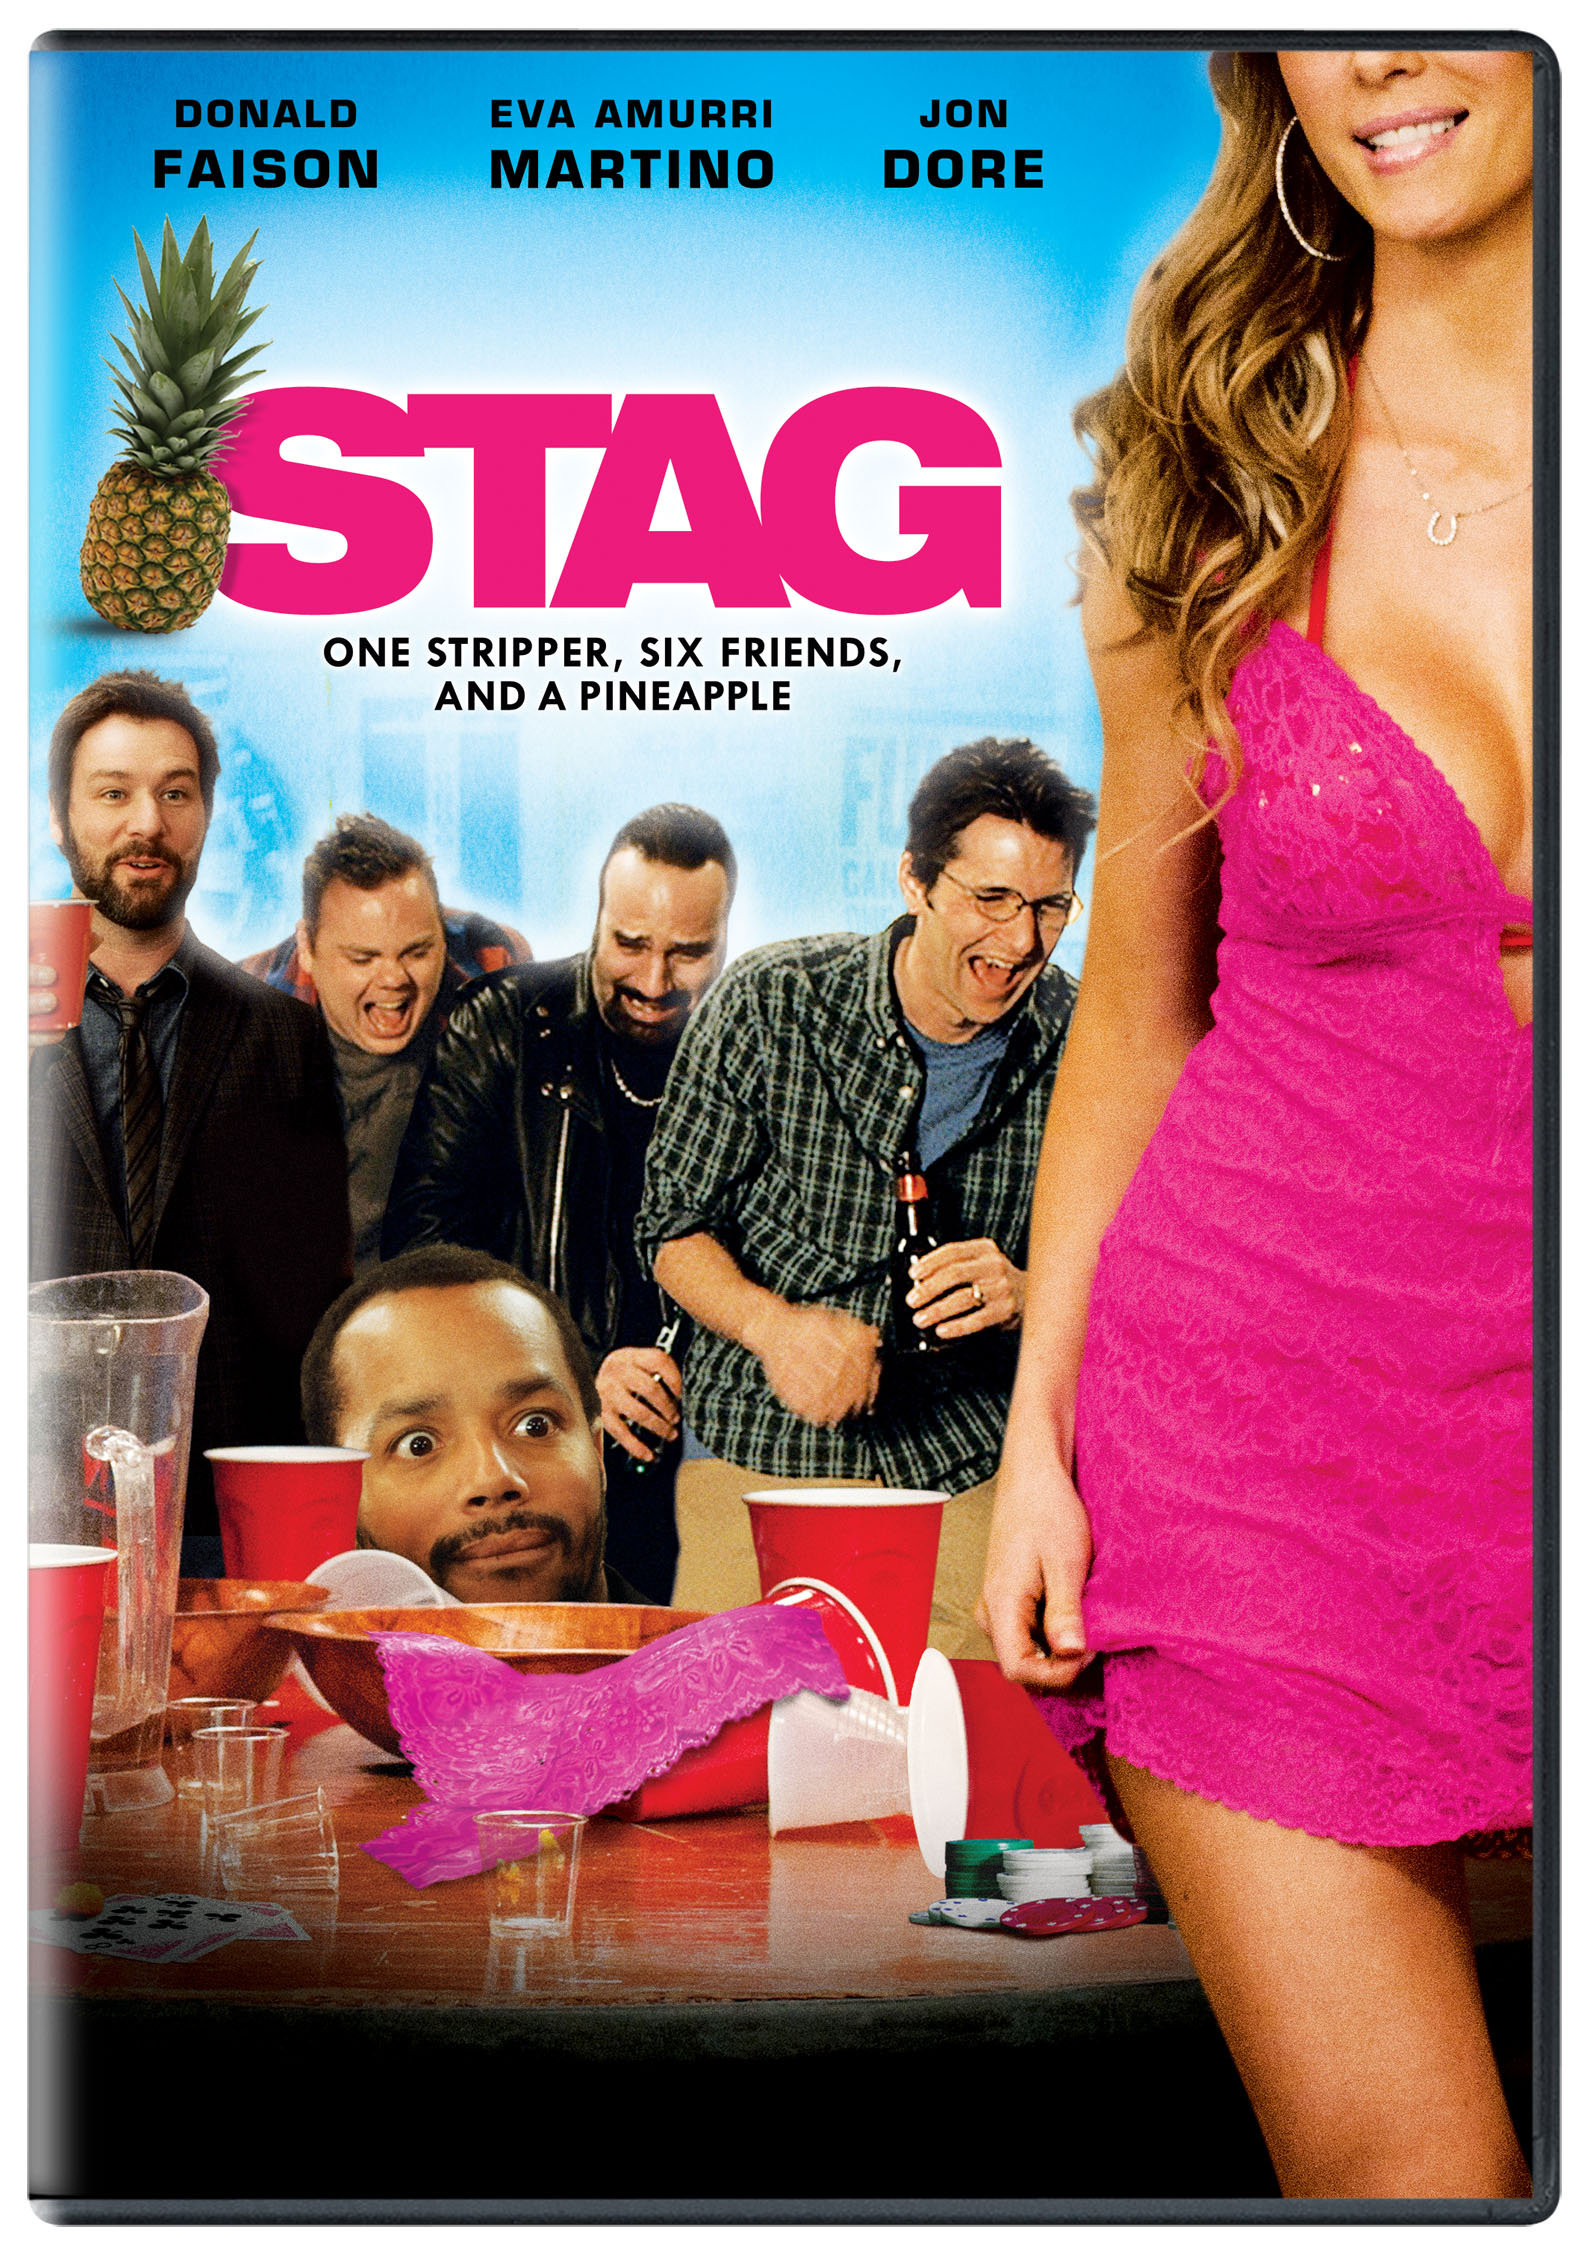 DONALD FAISON
EVA AMURRI MARTINO
JON DORE
STAG
ONE STRIPPER, SIX FRIENDS,
AND A PINEAPPLE